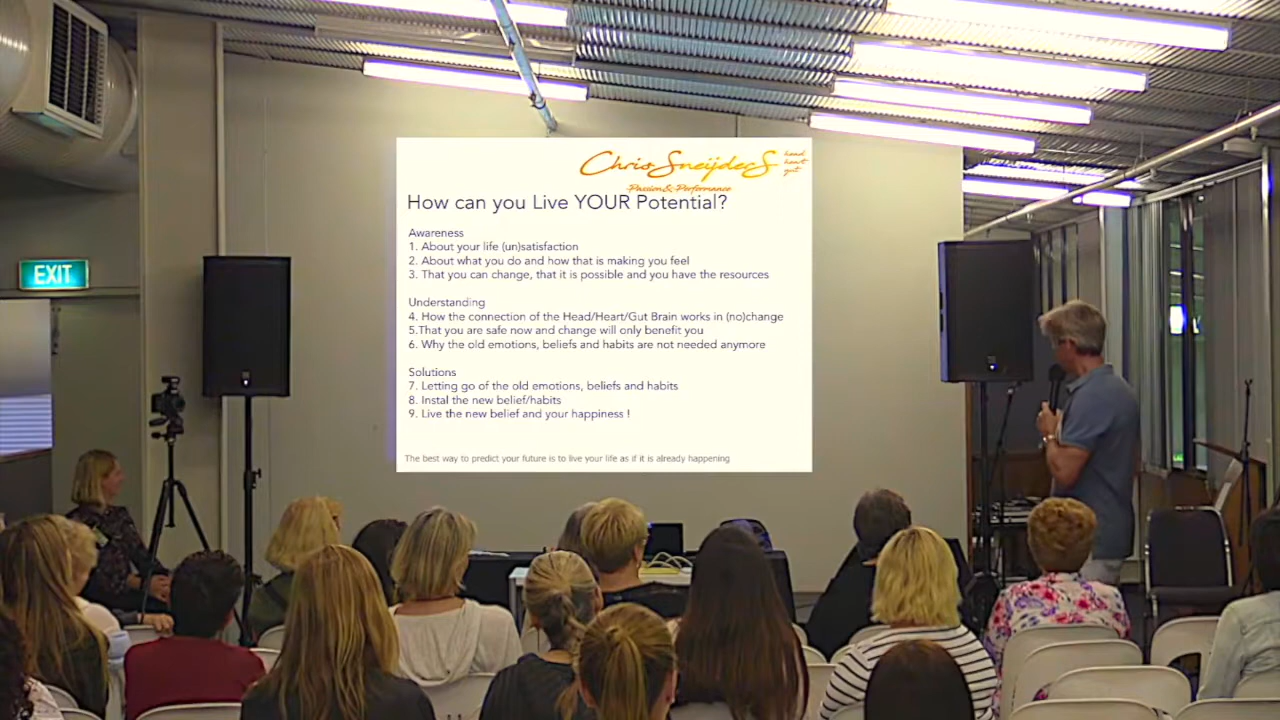 EXIT
Chris SneijderS
head
heart
gut
-Passion & Performance
How can you Live YOUR Potential?
Awareness
1. About your life (un)satisfaction
2. About what you do and how that is making you feel
3. That you can change, that it is possible and you have the resources
Understanding
4. How the connection of the Head/Heart/Gut Brain works in (no)change
5.That you are safe now and change will only benefit you
6. Why the old emotions, beliefs and habits are not needed anymore
Solutions
7. Letting go of the old emotions, beliefs and habits
8. Instal the new belief/habits
9. Live the new belief and your happiness !
The best way to predict your future is to live your life as if it is already happening